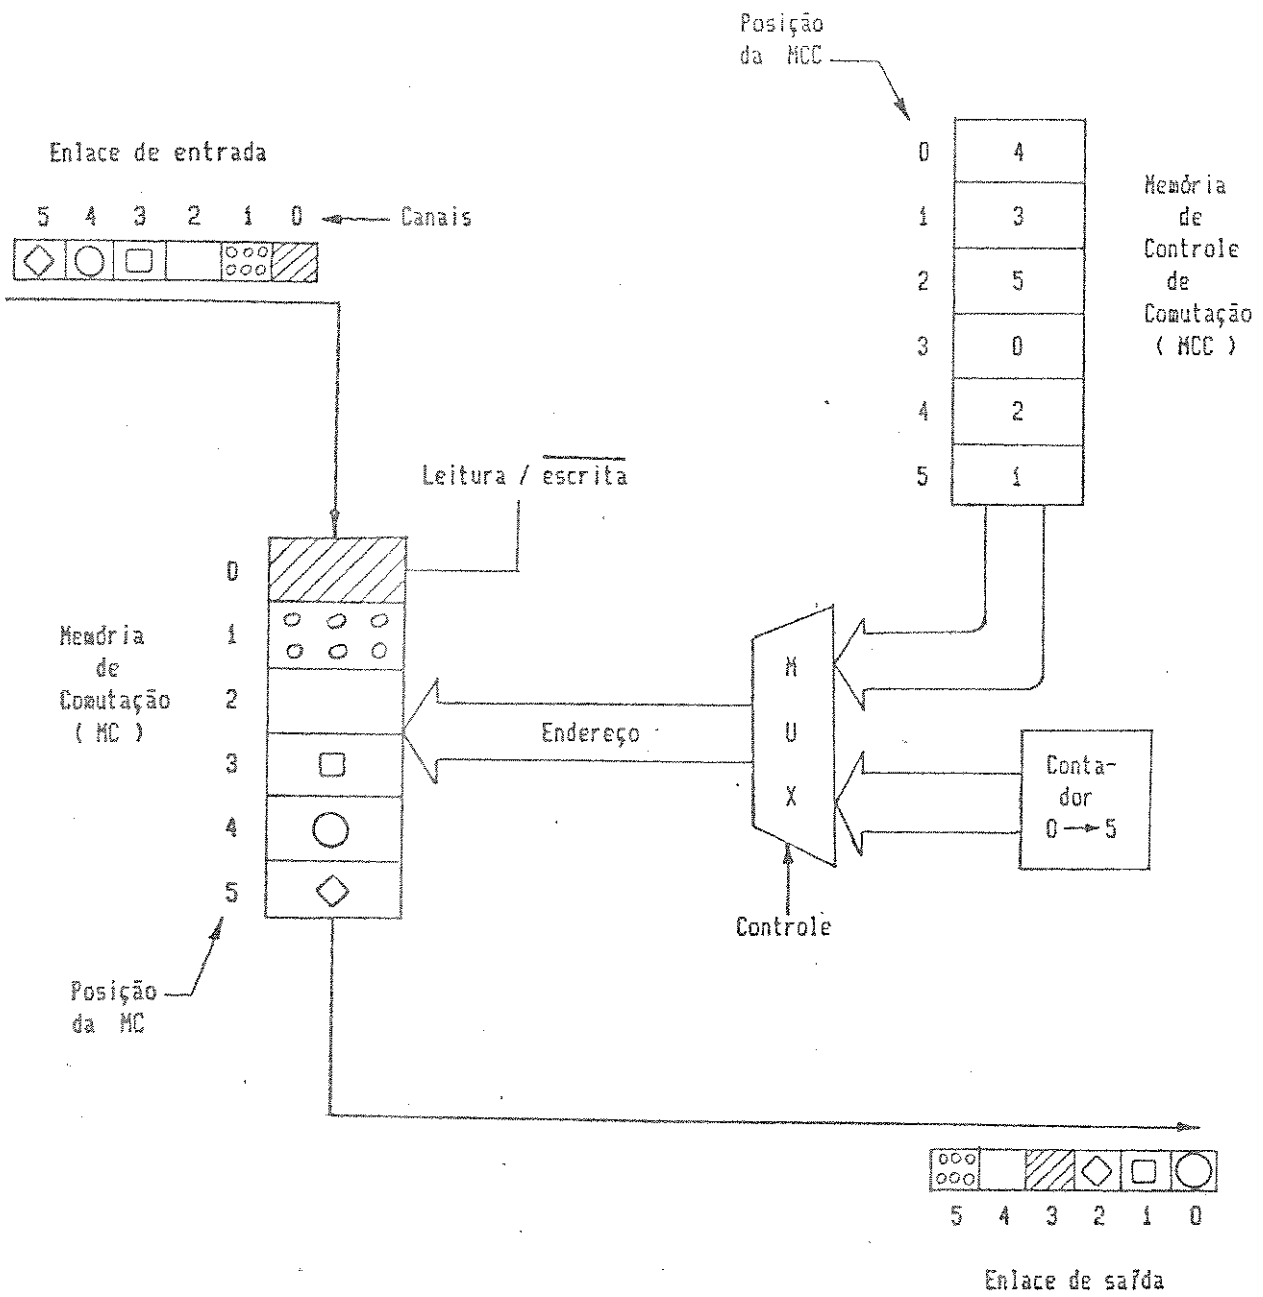 Posição
da MCC
Enlace de entrada
5 4 3 2 1 0 Canais
0 4
1 3
2 5
3 0
4 2
5 1
Memória
de
Controle
de
Comutação
( MCC )
Leitura / escrita
0
1
2
3
4
5
Memória
de
Comutação
( MC )
Endereço
M
U
X
Conta-
dor
0 → 5
Controle
Posição
da MC
5 4 3 2 1 0
Enlace de saída